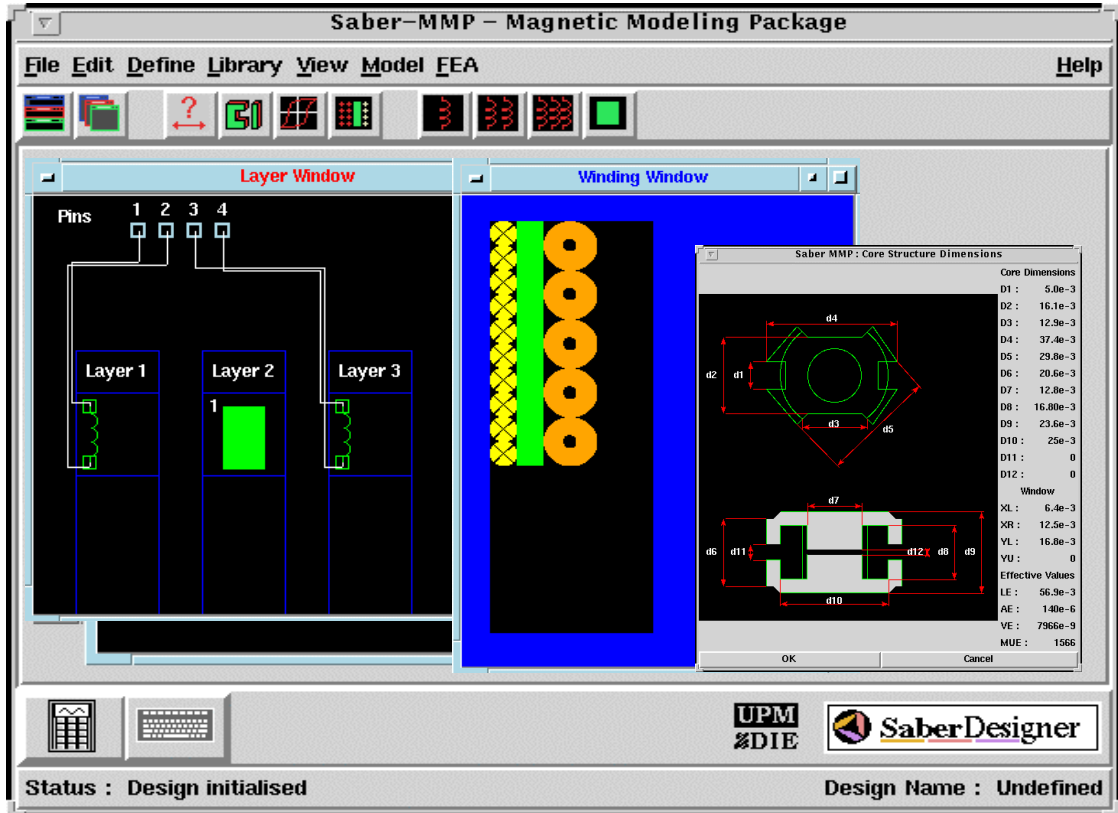 Saber-MMP - Magnetic Modeling Package
File Edit Define Library View Model FEA Help
?
Layer Window
Pins 1 2 3 4
Layer 1 Layer 2 Layer 3
1
Winding Window
Saber MMP : Core Structure Dimensions
d4
d2 d1
d3 d5
d7
d6 d11 d12 d8 d9
d10
Core Dimensions
D1 : 5.0e-3
D2 : 16.1e-3
D3 : 12.9e-3
D4 : 37.4e-3
D5 : 29.8e-3
D6 : 20.6e-3
D7 : 12.8e-3
D8 : 16.80e-3
D9 : 23.6e-3
D10 : 25e-3
D11 : 0
D12 : 0
Window
XL : 6.4e-3
XR : 12.5e-3
YL : 16.8e-3
YU : 0
Effective Values
LE : 56.9e-3
AE : 140e-6
VE : 7966e-9
MUE : 1566
OK Cancel
UPM
%DIE
SaberDesigner
Status : Design initialised
Design Name : Undefined